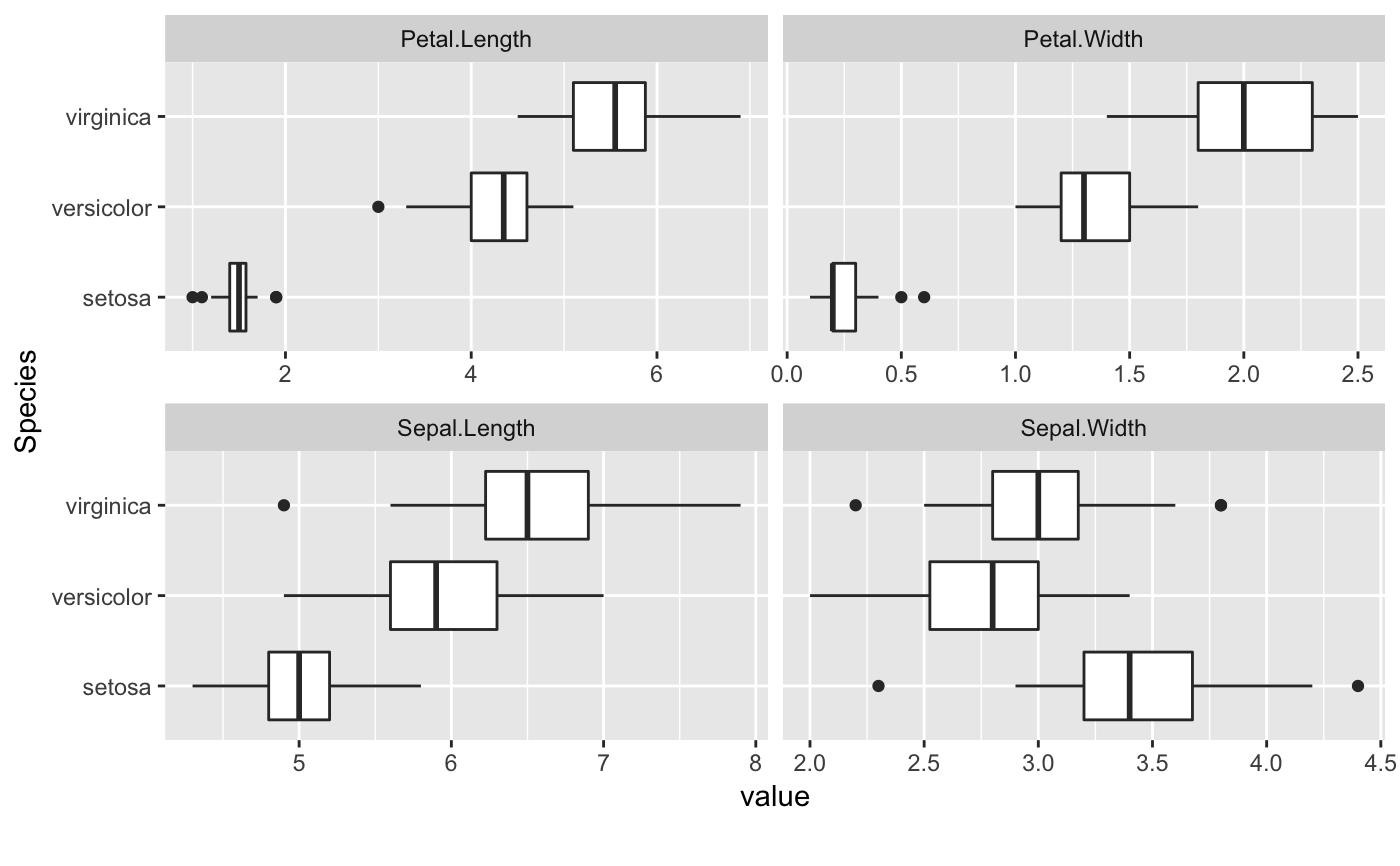 Petal.Length
Petal.Width
virginica
versicolor
setosa
2 4 6
0.0 0.5 1.0 1.5 2.0 2.5
Species
Sepal.Length
Sepal.Width
virginica
versicolor
setosa
5 6 7 8
2.0 2.5 3.0 3.5 4.0 4.5
value